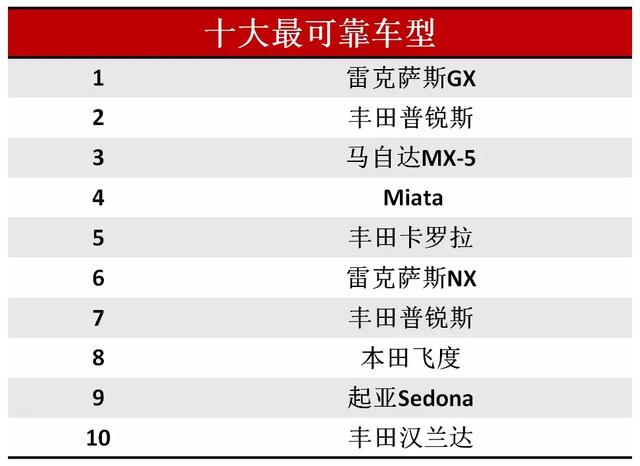 十大最可靠车型
1 雷克萨斯GX
2 丰田普锐斯
3 马自达MX-5
4 Miata
5 丰田卡罗拉
6 雷克萨斯NX
7 丰田普锐斯
8 本田飞度
9 起亚Sedona
10 丰田汉兰达